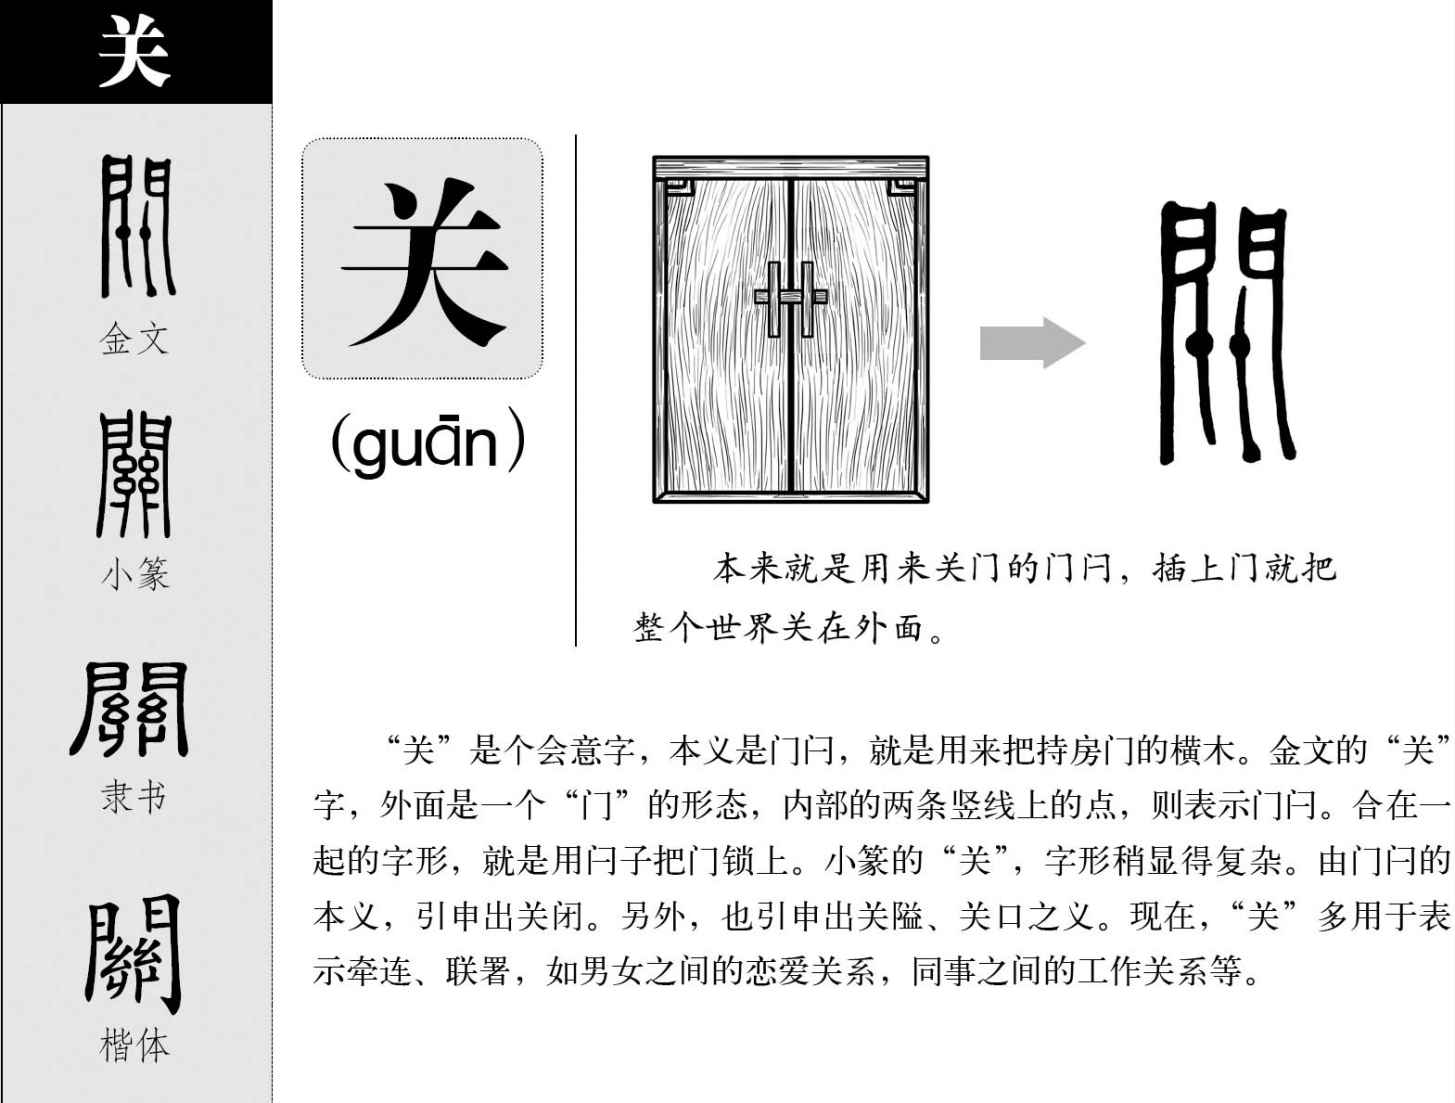 关
閞
金文
關
小篆
關
隶书
關
楷体
关
(guān)
閞
本来就是用来关门的门闩，插上门就把
整个世界关在外面。
“关”是个会意字，本义是门闩，就是用来把持房门的横木。金文的“关”
字，外面是一个“门”的形态，内部的两条竖线上的点，则表示门闩。合在一
起的字形，就是用闩子把门锁上。小篆的“关”，字形稍显得复杂。由门闩的
本义，引申出关闭。另外，也引申出关隘、关口之义。现在，“关”多用于表
示牵连、联署，如男女之间的恋爱关系，同事之间的工作关系等。